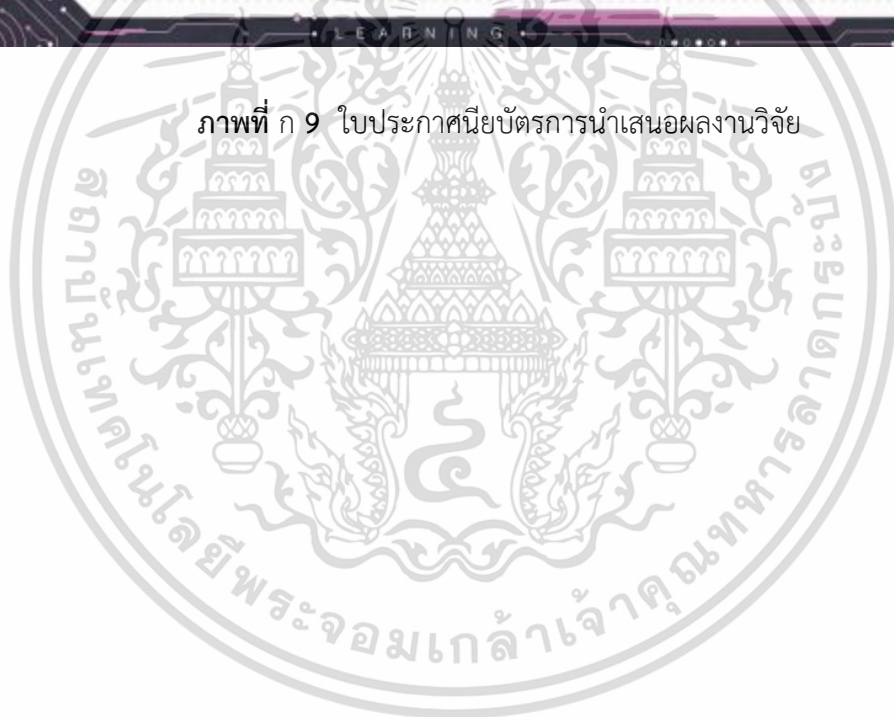 LEARNING
ภาพที่ ก 9 ใบประกาศนียบัตรการนำเสนอผลงานวิจัย
สถาบันเทคโนโลยีพระจอมเกล้าเจ้าคุณทหารลาดกระบัง
๔